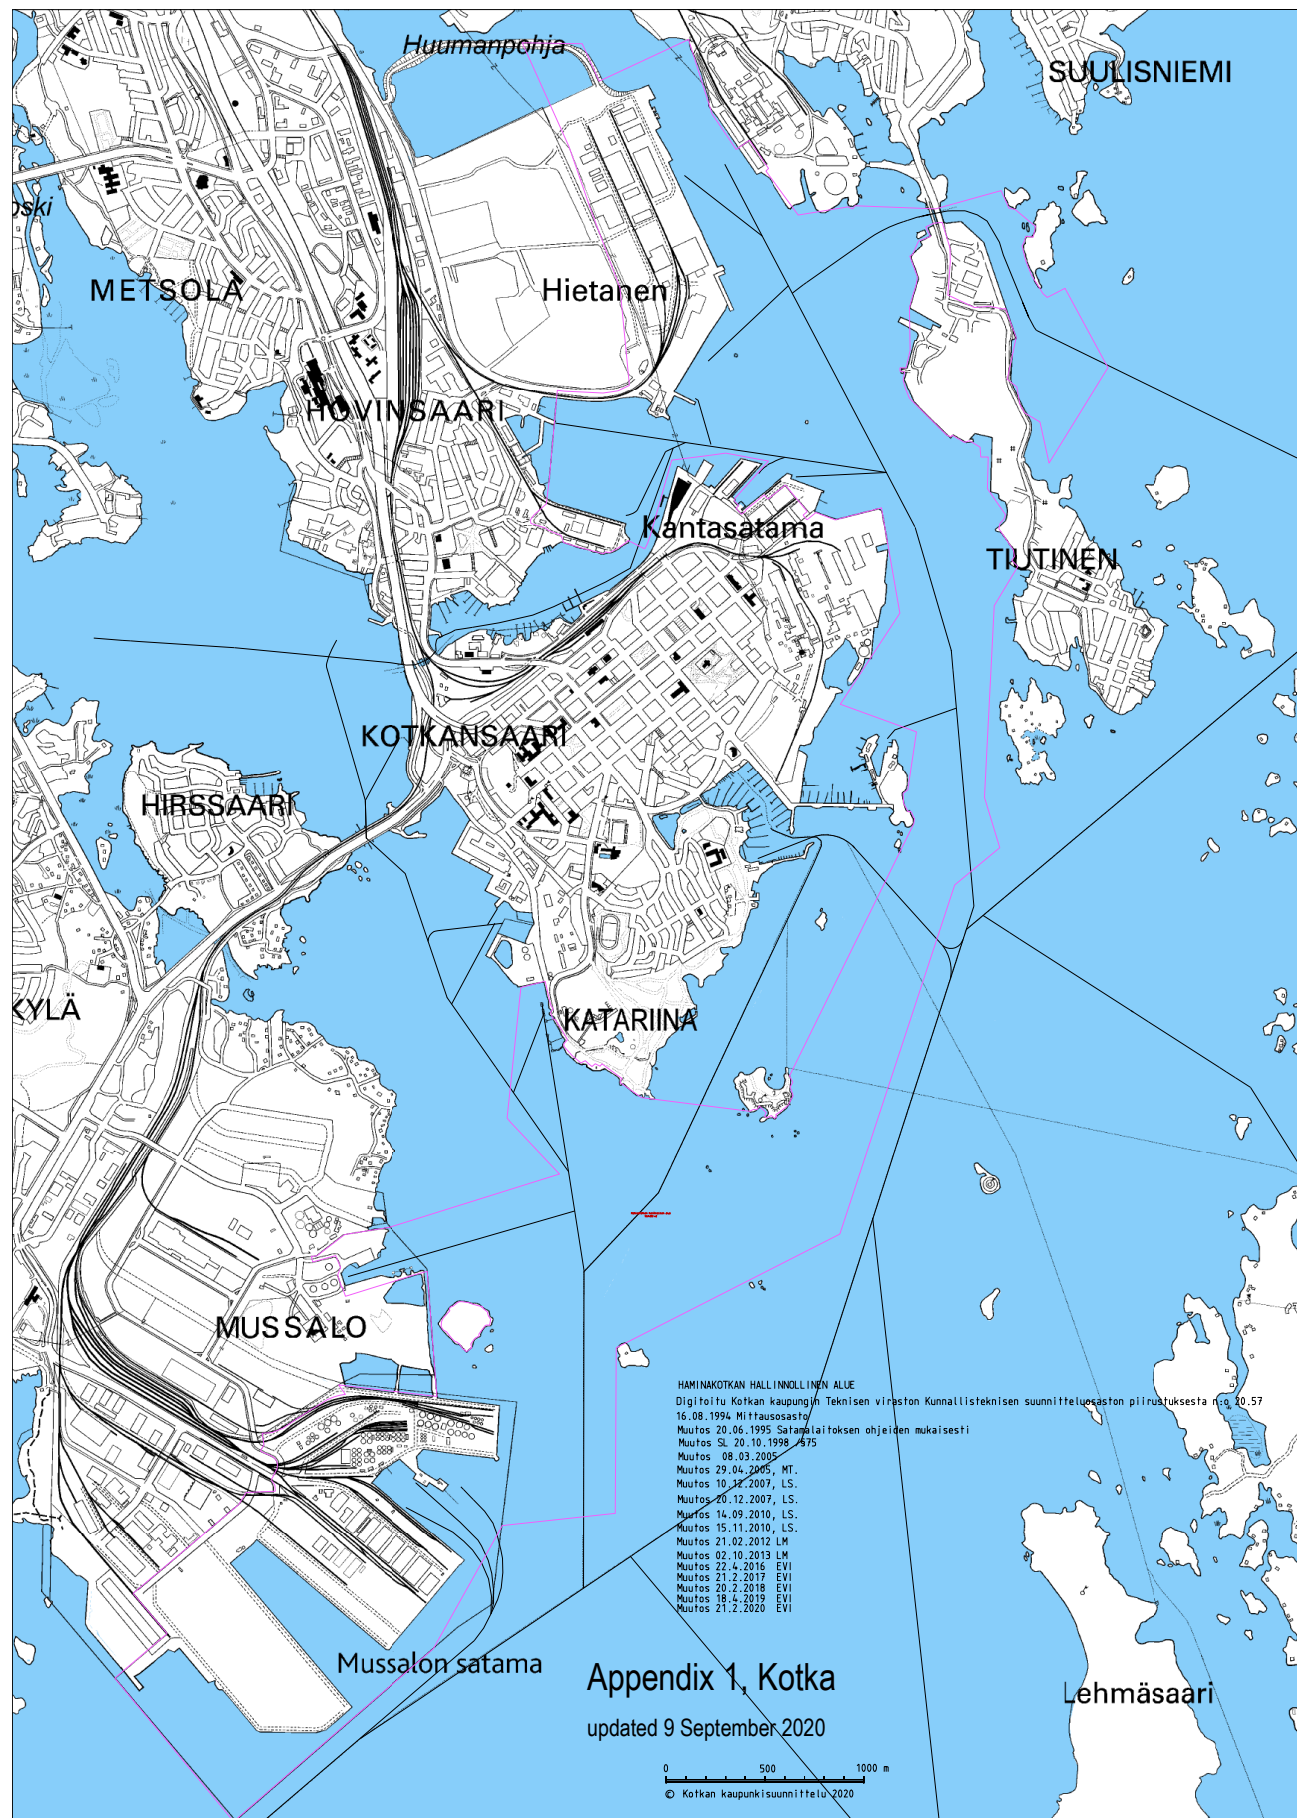 Huumanpohja
SUULISNIEMI
oski
METSOLA
Hietanen
HOVINSAARI
Kantasatama
TIUTINEN
KOTKANSAARI
HIRSSAARI
KYLÄ
KATARIINA
MUSSALO
HAMINAKOTKAN HALLINNOLLINEN ALUE
Digitoitu Kotkan kaupungin Teknisen viraston Kunnallisteknisen suunnitteluosaston piirustuksesta n:o 20.57
16.08.1994 Mittausosasto
Muutos 20.06.1995 Satamalaitoksen ohjeiden mukaisesti
Muutos SL 20.10.1998 /§75
Muutos 08.03.2005
Muutos 29.04.2005, MT.
Muutos 10.12.2007, LS.
Muutos 20.12.2007, LS.
Muutos 14.09.2010, LS.
Muutos 15.11.2010, LS.
Muutos 21.02.2012 LM
Muutos 02.10.2013 LM
Muutos 22.4.2016 EVI
Muutos 21.2.2017 EVI
Muutos 20.2.2018 EVI
Muutos 18.4.2019 EVI
Muutos 21.2.2020 EVI
Mussalon satama
Appendix 1, Kotka
Lehmäsaari
updated 9 September 2020
0 500 1000 m
© Kotkan kaupunkisuunnittelu 2020